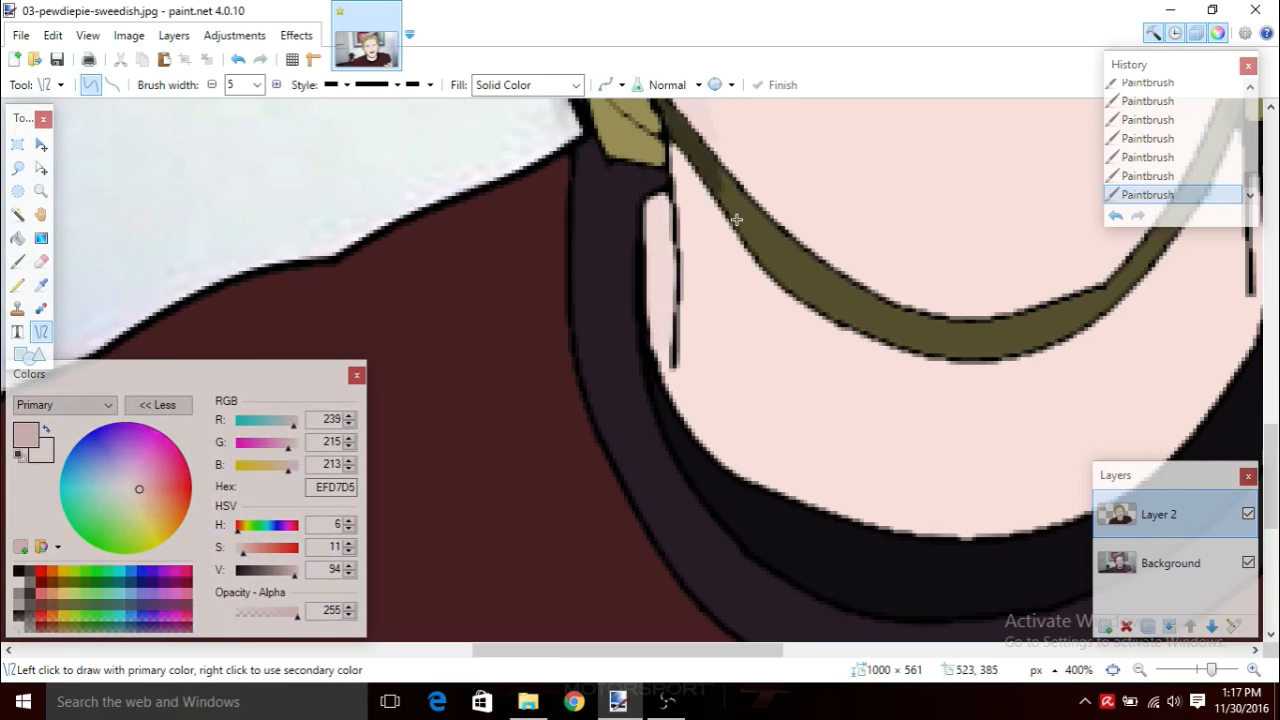 03-pewdiepie-sweedish.jpg - paint.net 4.0.10
File Edit View Image Layers Adjustments Effects
Tool: Brush width: 5 Style: Fill: Solid Color Normal Finish
History
Paintbrush
Paintbrush
Paintbrush
Paintbrush
Paintbrush
Paintbrush
Paintbrush
To...
Colors
Primary << Less
RGB
R: 239
G: 215
B: 213
Hex: EFD7D5
HSV
H: 6
S: 11
V: 94
Opacity - Alpha
255
Layers
Layer 2
Background
Go to Settings to activate Windows.
Left click to draw with primary color, right click to use secondary color 1000 × 561 523, 385 px 400%
Search the web and Windows
MOTORSPORT
1:17 PM
11/30/2016